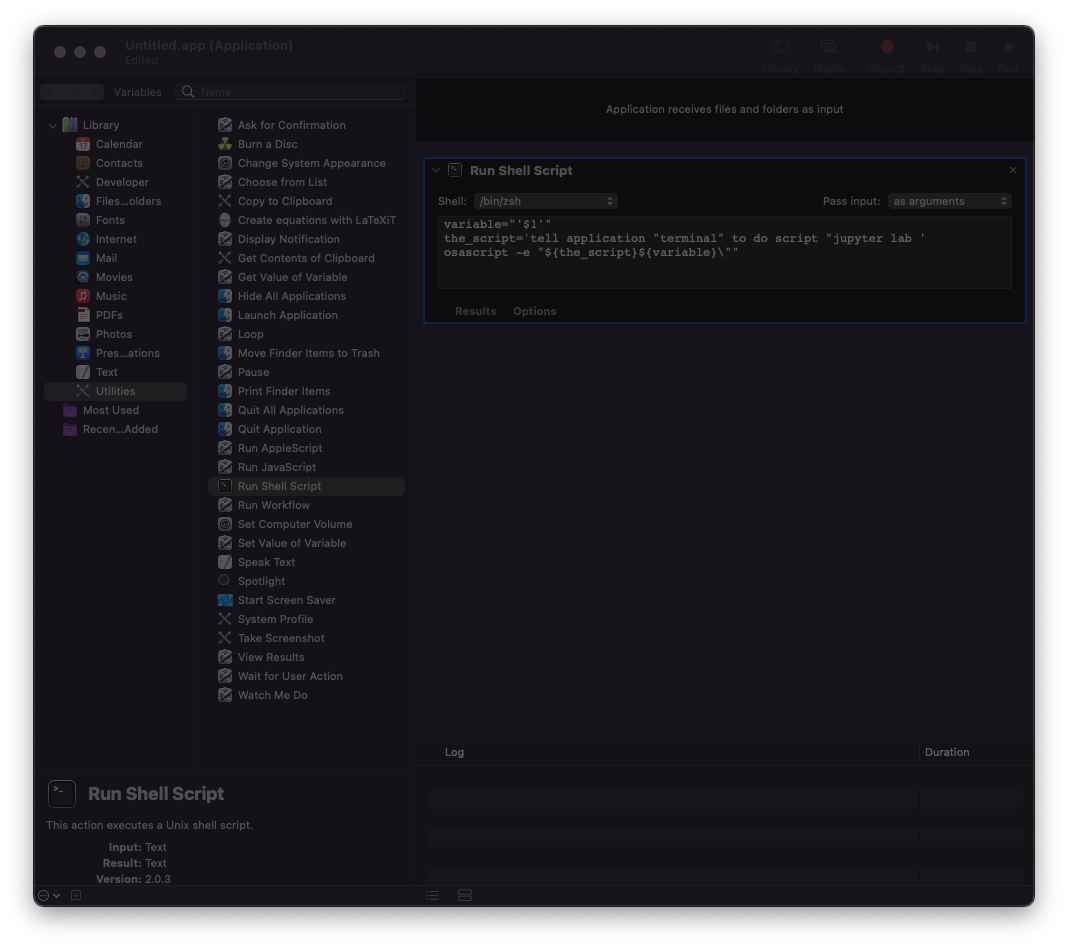 Untitled.app (Application)
Edited
Library
Media
Record
Step
Stop
Run
Actions
Variables
Name
Application receives files and folders as input
Library
Calendar
Contacts
Developer
Files...olders
Fonts
Internet
Mail
Movies
Music
PDFs
Photos
Pres...ations
Text
Utilities
Most Used
Recen...Added
Ask for Confirmation
Burn a Disc
Change System Appearance
Choose from List
Copy to Clipboard
Create equations with LaTeXiT
Display Notification
Get Contents of Clipboard
Get Value of Variable
Hide All Applications
Launch Application
Loop
Move Finder Items to Trash
Pause
Print Finder Items
Quit All Applications
Quit Application
Run AppleScript
Run JavaScript
Run Shell Script
Run Workflow
Set Computer Volume
Set Value of Variable
Speak Text
Spotlight
Start Screen Saver
System Profile
Take Screenshot
View Results
Wait for User Action
Watch Me Do
Run Shell Script
Shell: /bin/zsh
Pass input: as arguments
variable="'$1'"
the_script='tell application "terminal" to do script "jupyter lab '
osascript -e "${the_script}${variable}\""
Results
Options
Log
Duration
Run Shell Script
This action executes a Unix shell script.
Input: Text
Result: Text
Version: 2.0.3